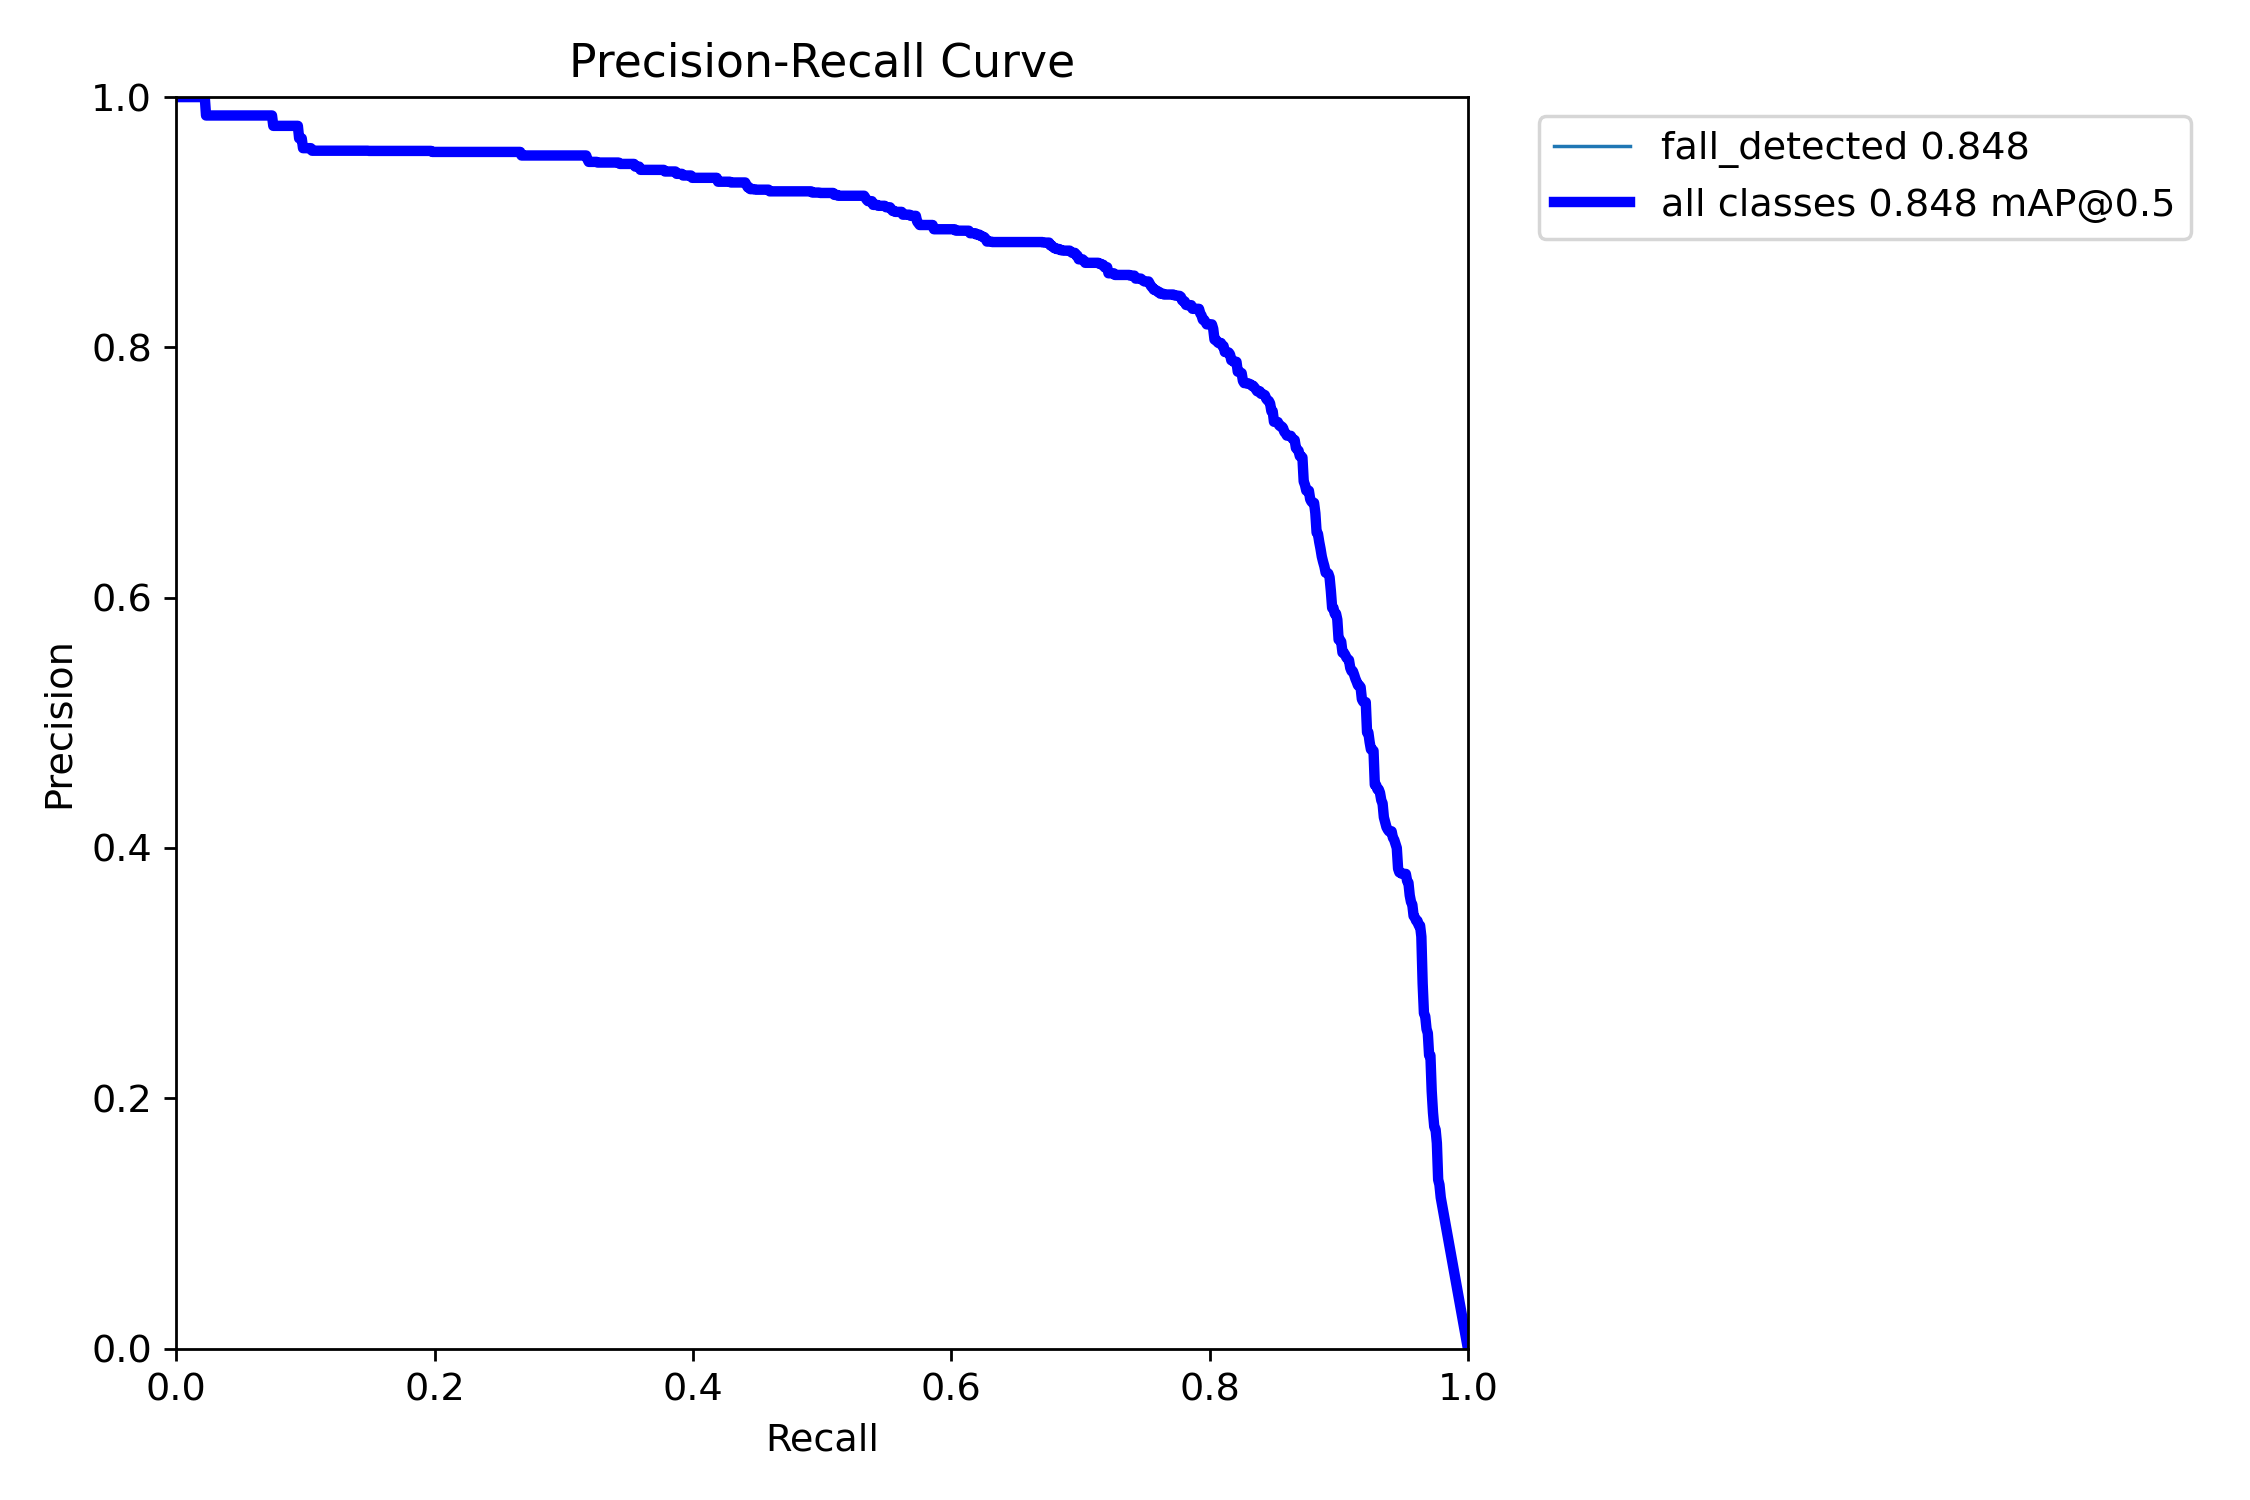 Precision-Recall Curve
1.0
0.8
0.6
0.4
0.2
0.0
Precision
0.0 0.2 0.4 0.6 0.8 1.0
Recall
fall_detected 0.848
all classes 0.848 mAP@0.5